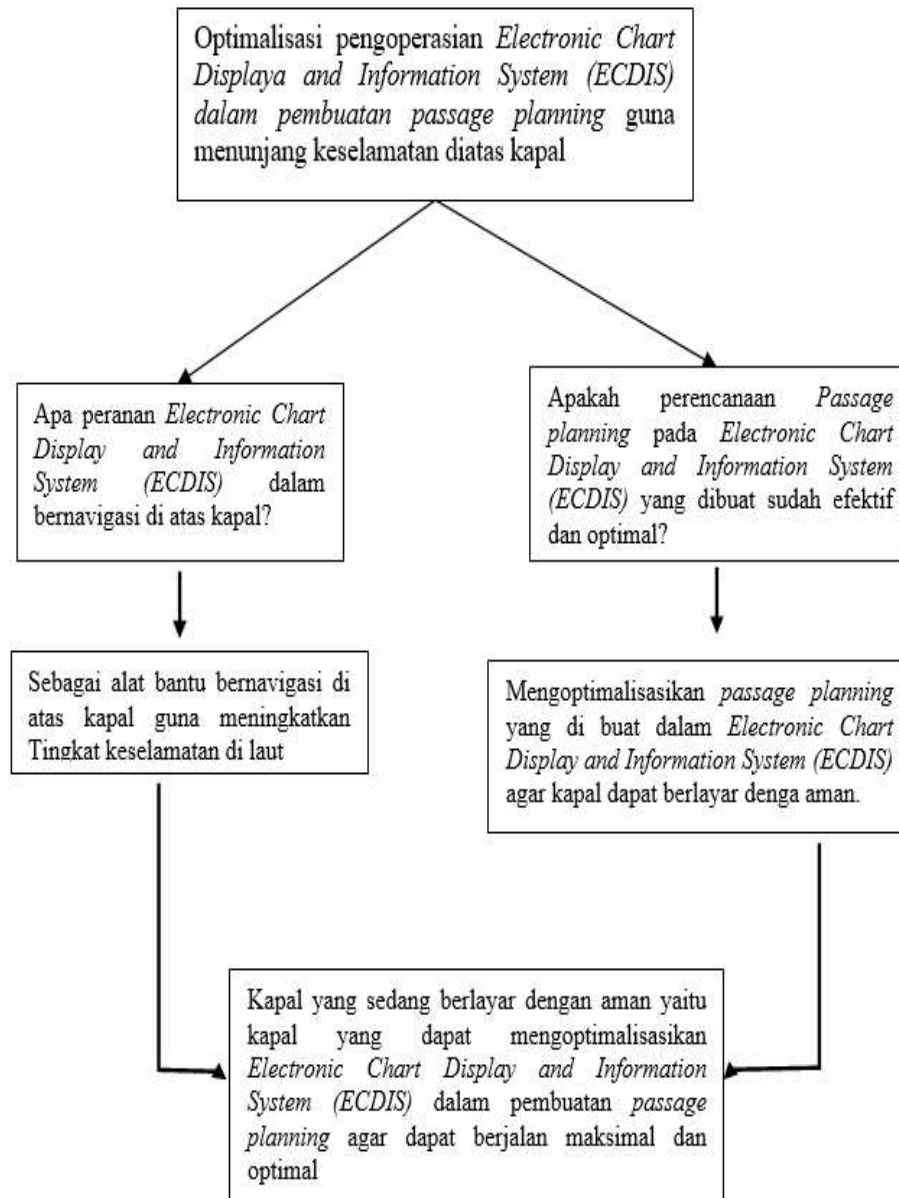 Optimalisasi pengoperasian Electronic Chart
Displaya and Information System (ECDIS)
dalam pembuatan passage planning guna
menunjang keselamatan diatas kapal
Apa peranan Electronic Chart
Display and Information
System (ECDIS) dalam
bernavigasi di atas kapal?
Apakah perencanaan Passage
planning pada Electronic Chart
Display and Information System
(ECDIS) yang dibuat sudah efektif
dan optimal?
Sebagai alat bantu bernavigasi di
atas kapal guna meningkatkan
Tingkat keselamatan di laut
Mengoptimalisasikan passage planning
yang di buat dalam Electronic Chart
Display and Information System (ECDIS)
agar kapal dapat berlayar denga aman.
Kapal yang sedang berlayar dengan aman yaitu
kapal yang dapat mengoptimalisasikan
Electronic Chart Display and Information
System (ECDIS) dalam pembuatan passage
planning agar dapat berjalan maksimal dan
optimal